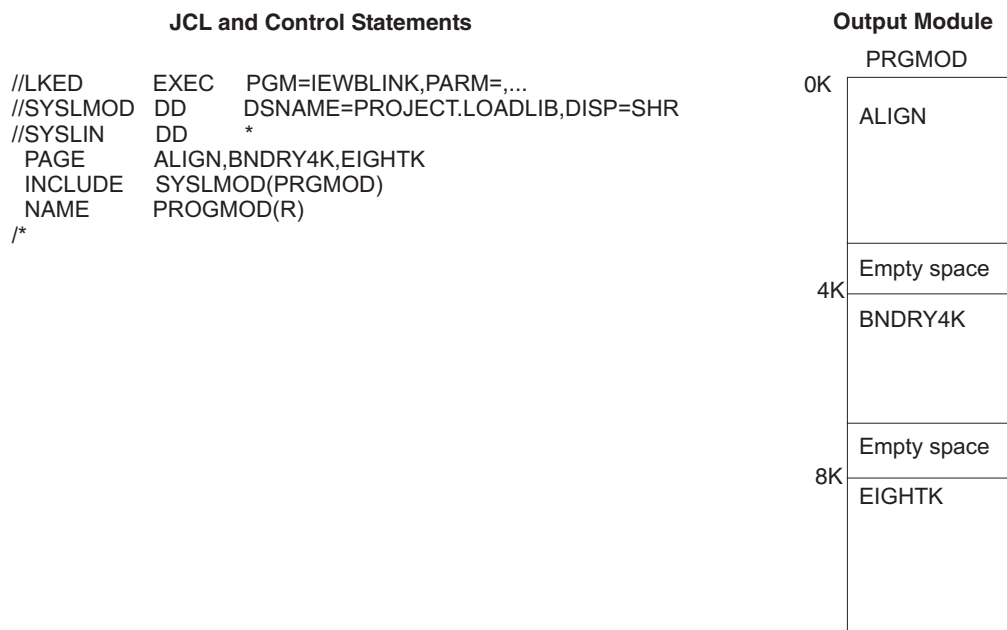 JCL and Control Statements
//LKED EXEC PGM=IEWBLINK,PARM=,...
//SYSLMOD DD DSNAME=PROJECT.LOADLIB,DISP=SHR
//SYSLIN DD *
PAGE ALIGN,BNDRY4K,EIGHTK
INCLUDE SYSLMOD(PRGMOD)
NAME PROGMOD(R)
/*
Output Module
PRGMOD
0K
ALIGN
Empty space
4K
BNDRY4K
Empty space
8K
EIGHTK